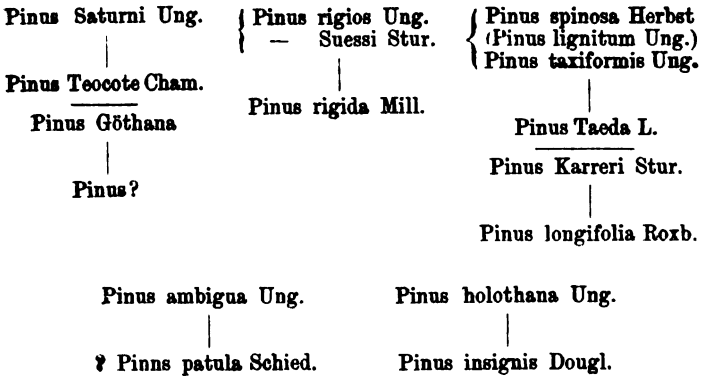 Pinus Saturni Ung.
Pinus Teocote Cham.
Pinus Göthana
Pinus?
Pinus rigios Ung.
— Suessi Stur.
Pinus rigida Mill.
Pinus spinosa Herbst
(Pinus lignitum Ung.)
Pinus taxiformis Ung.
Pinus Taeda L.
Pinus Karreri Stur.
Pinus longifolia Roxb.
Pinus ambigua Ung.
? Pinns patula Schied.
Pinus holothana Ung.
Pinus insignis Dougl.